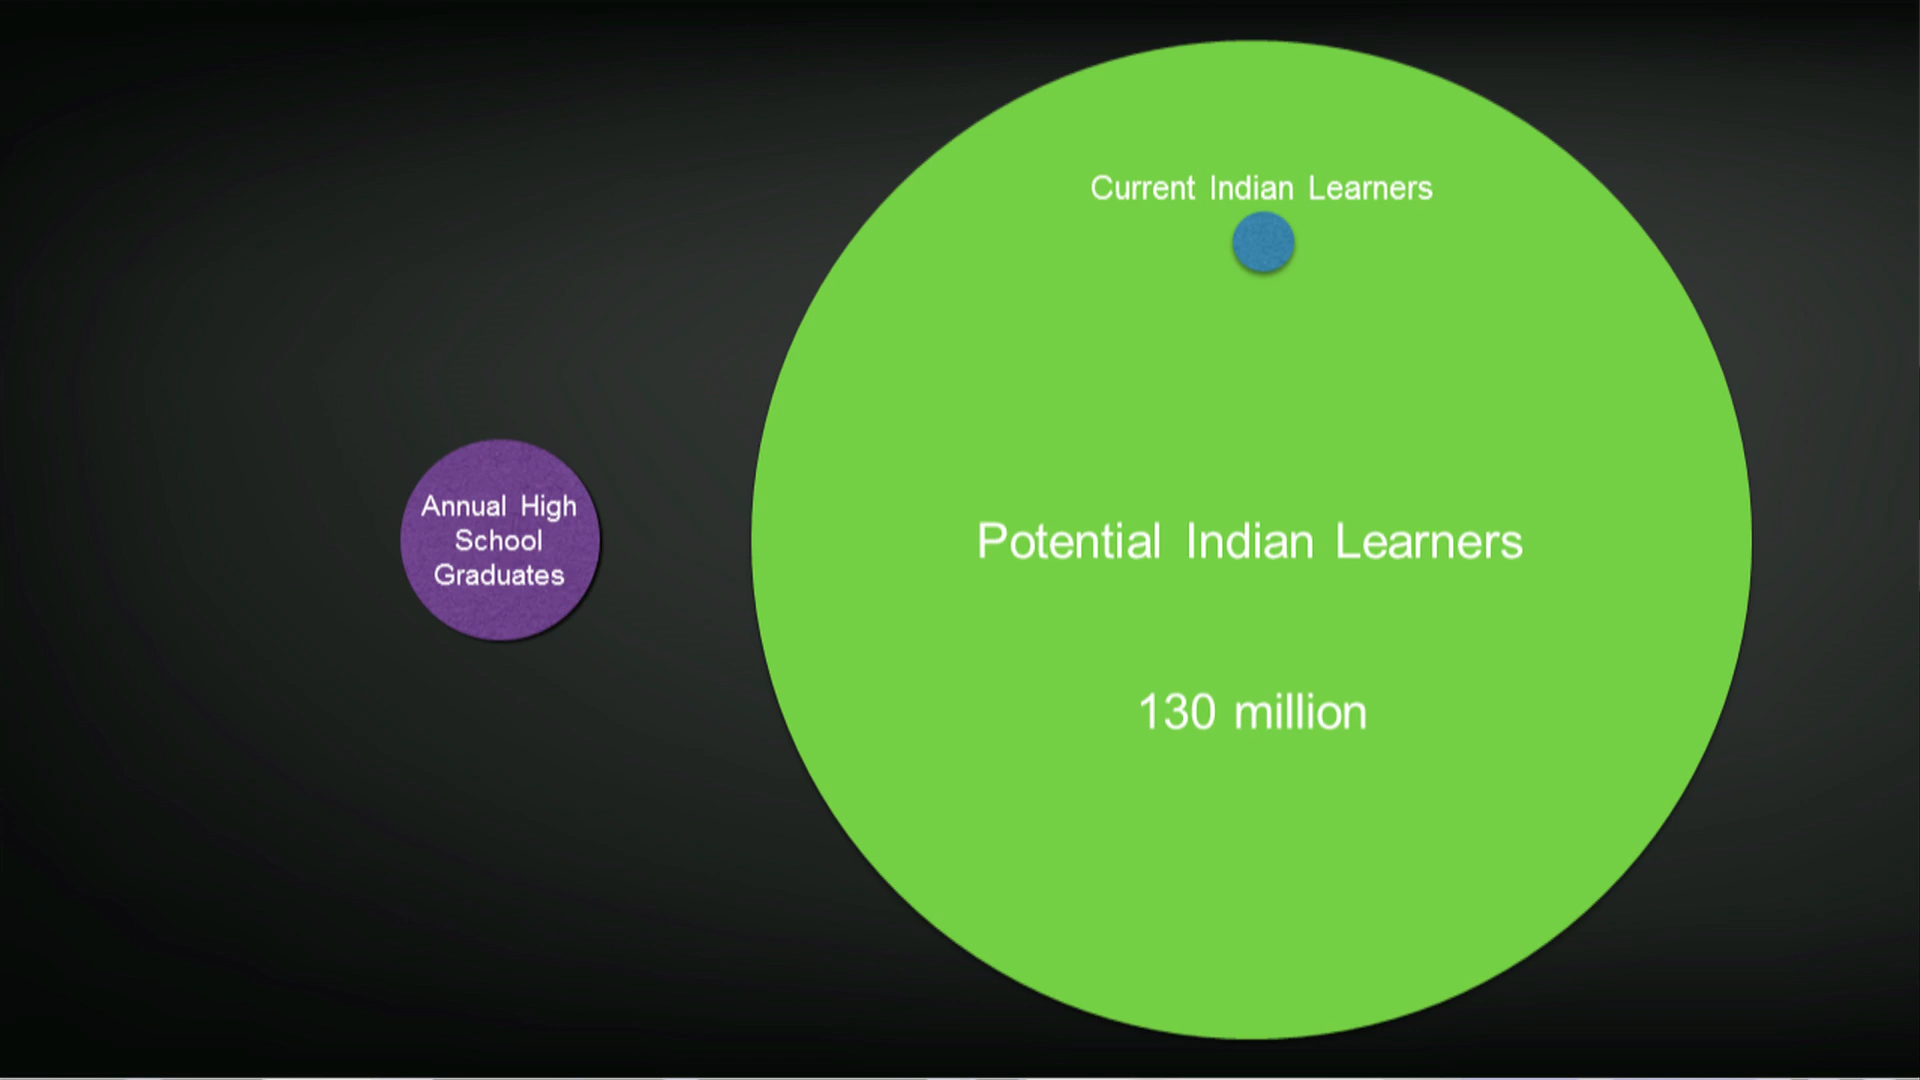 Current Indian Learners
Annual High
School
Graduates
Potential Indian Learners
130 million